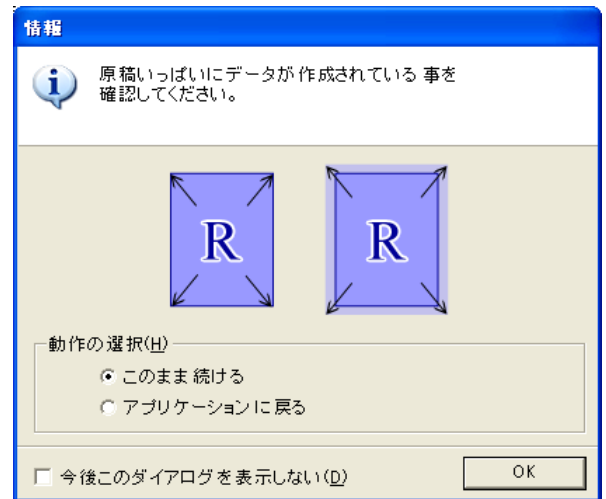 情報
原稿いっぱいにデータが作成されている事を
確認してください。
R
R
動作の選択(H)
このまま続ける
アプリケーションに戻る
今後このダイアログを表示しない(D)
OK